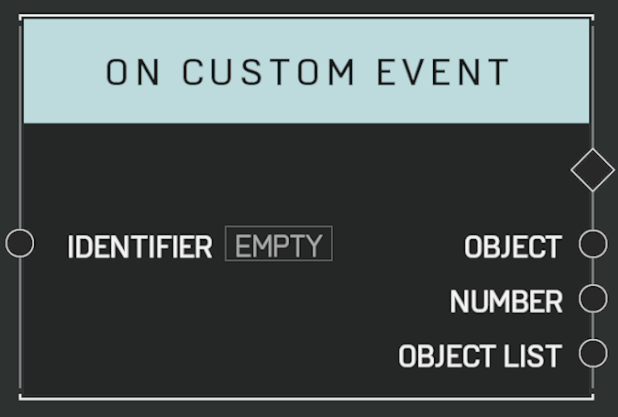 ON CUSTOM EVENT
IDENTIFIER EMPTY OBJECT
NUMBER
OBJECT LIST